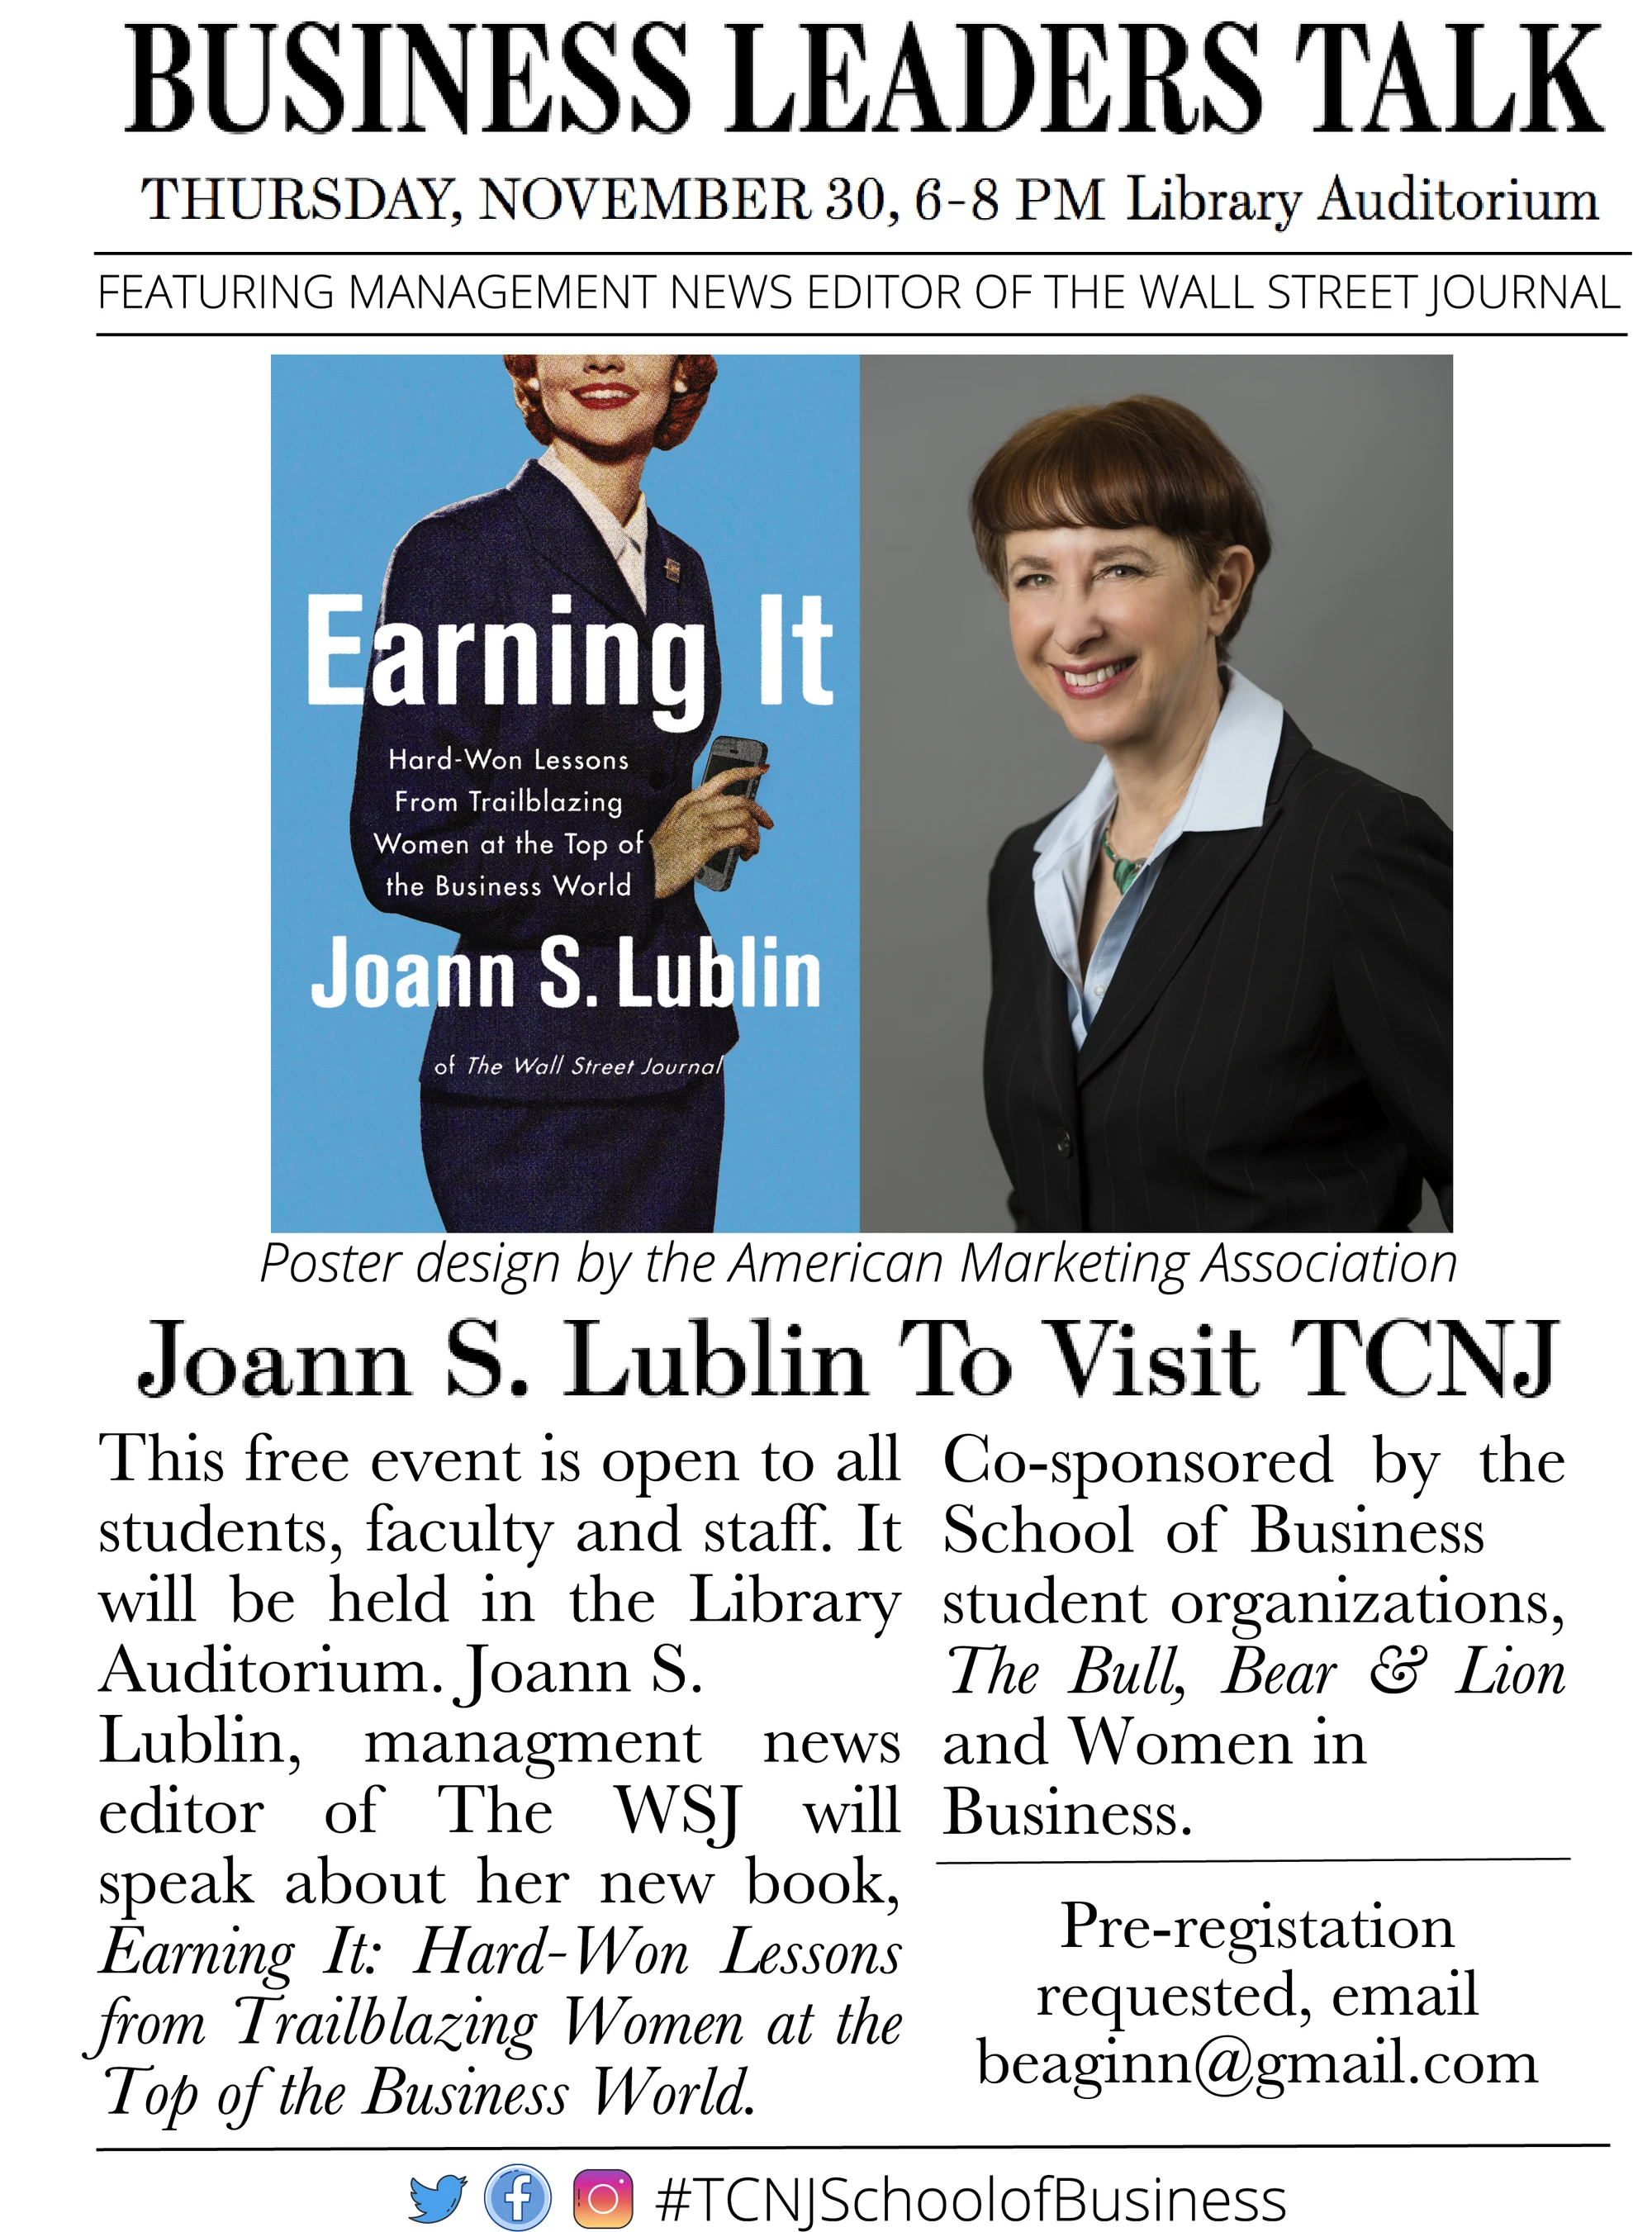 BUSINESS LEADERS TALK
THURSDAY, NOVEMBER 30, 6-8 PM Library Auditorium
FEATURING MANAGEMENT NEWS EDITOR OF THE WALL STREET JOURNAL
Earning It
Hard-Won Lessons
From Trailblazing
Women at the Top of
the Business World
Joann S. Lublin
of The Wall Street Journal
Poster design by the American Marketing Association
Joann S. Lublin To Visit TCNJ
This free event is open to all
students, faculty and staff. It
will be held in the Library
Auditorium. Joann S.
Lublin, managment news
editor of The WSJ will
speak about her new book,
Earning It: Hard-Won Lessons
from Trailblazing Women at the
Top of the Business World.
Co-sponsored by the
School of Business
student organizations,
The Bull, Bear & Lion
and Women in
Business.
Pre-registation
requested, email
beaginn@gmail.com
#TCNJSchoolofBusiness